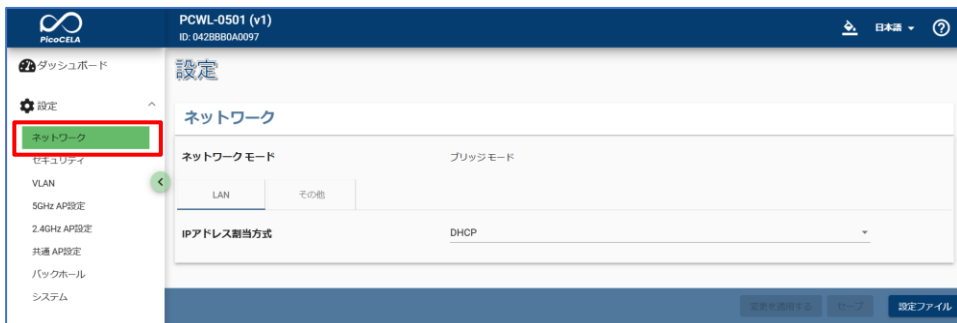 PicoCELA
PCWL-0501 (v1)
ID: 042BBB0A0097
日本語
ダッシュボード
設定
ネットワーク
セキュリティ
VLAN
5GHz AP設定
2.4GHz AP設定
共通 AP設定
バックホール
システム
設定
ネットワーク
ネットワーク モード
ブリッジモード
LAN
その他
IPアドレス割当方式
DHCP
変更を適用する
セーブ
設定ファイル